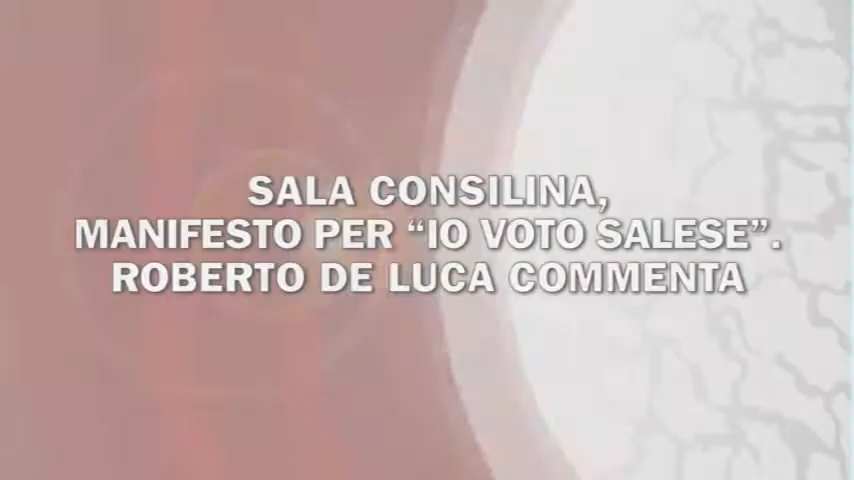 SALA CONSILINA,
MANIFESTO PER “IO VOTO SALESE”.
ROBERTO DE LUCA COMMENTA